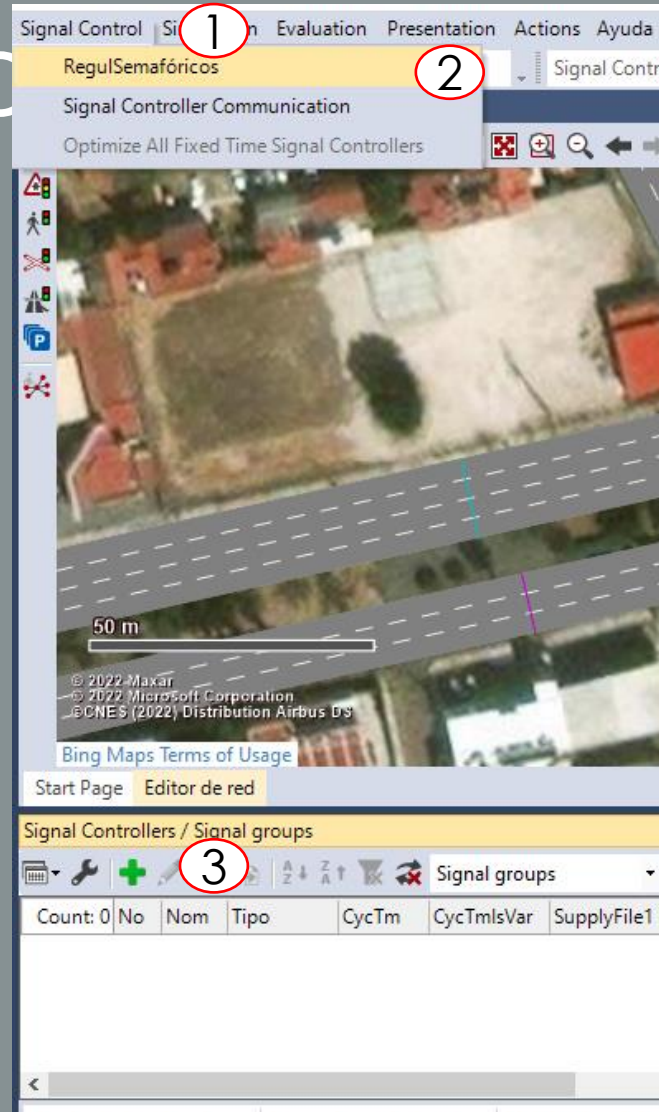 Signal Control Si 1 n Evaluation Presentation Actions Ayuda
RegulSemafóricos 2 Signal Contr
Signal Controller Communication
Optimize All Fixed Time Signal Controllers
P
50 m
© 2022 Maxar
© 2022 Microsoft Corporation
©CNES (2022) Distribution Airbus DS
Bing Maps Terms of Usage
Start Page Editor de red
Signal Controllers / Signal groups
3 Signal groups
Count: 0 No Nom Tipo CycTm CycTmIsVar SupplyFile1